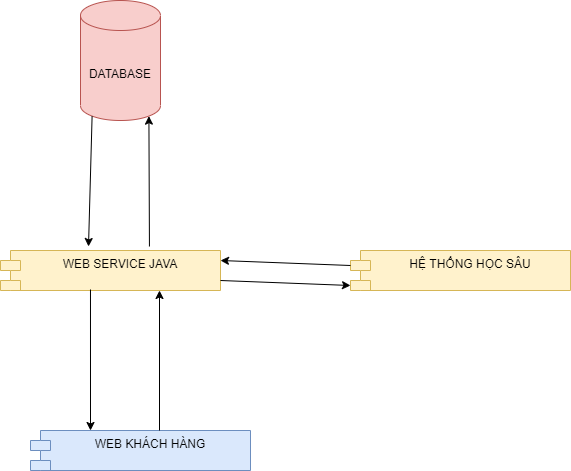 DATABASE
WEB SERVICE JAVA
HỆ THỐNG HỌC SÂU
WEB KHÁCH HÀNG